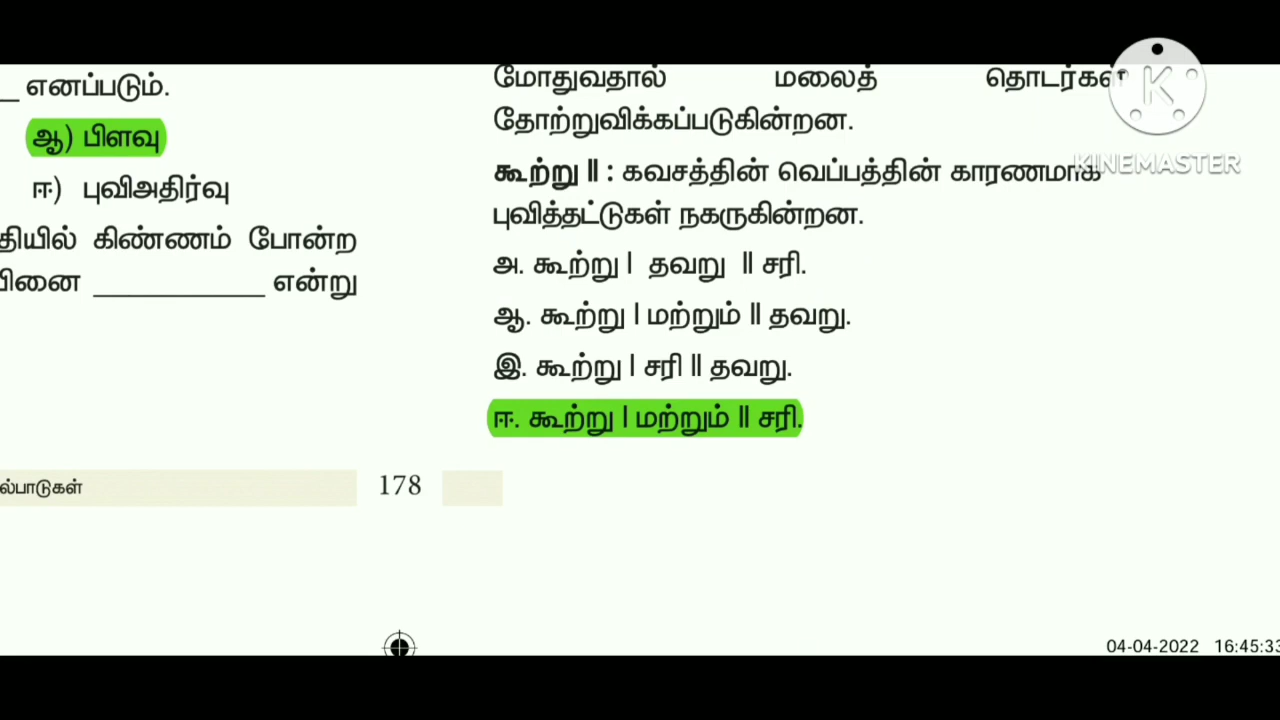 __ எனப்படும்.
ஆ) பிளவு
ஈ) புவிஅதிர்வு
தியில் கிண்ணம் போன்ற
பினை ____________ என்று
மோதுவதால் மலைத் தொடர்கள்
தோற்றுவிக்கப்படுகின்றன.
கூற்று II : கவசத்தின் வெப்பத்தின் காரணமாக
புவித்தட்டுகள் நகருகின்றன.
அ. கூற்று I தவறு II சரி.
ஆ. கூற்று I மற்றும் II தவறு.
இ. கூற்று I சரி II தவறு.
ஈ. கூற்று I மற்றும் II சரி.
ல்பாடுகள்
178
04-04-2022 16:45:33
K
KINEMASTER